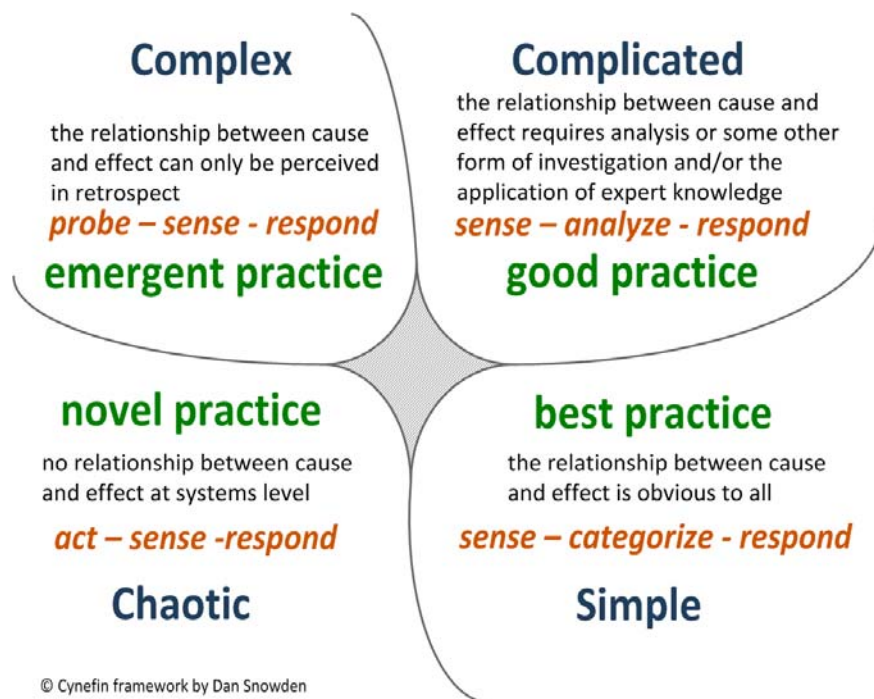 Complex
the relationship between cause
and effect can only be perceived
in retrospect
probe – sense - respond
emergent practice
Complicated
the relationship between cause and
effect requires analysis or some other
form of investigation and/or the
application of expert knowledge
sense – analyze - respond
good practice
novel practice
no relationship between cause
and effect at systems level
act – sense -respond
Chaotic
best practice
the relationship between cause
and effect is obvious to all
sense – categorize - respond
Simple
© Cynefin framework by Dan Snowden